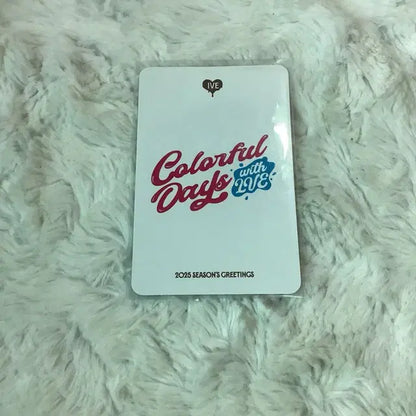 IVE
Colorful
Days
with
IVE
2025 SEASON'S GREETINGS